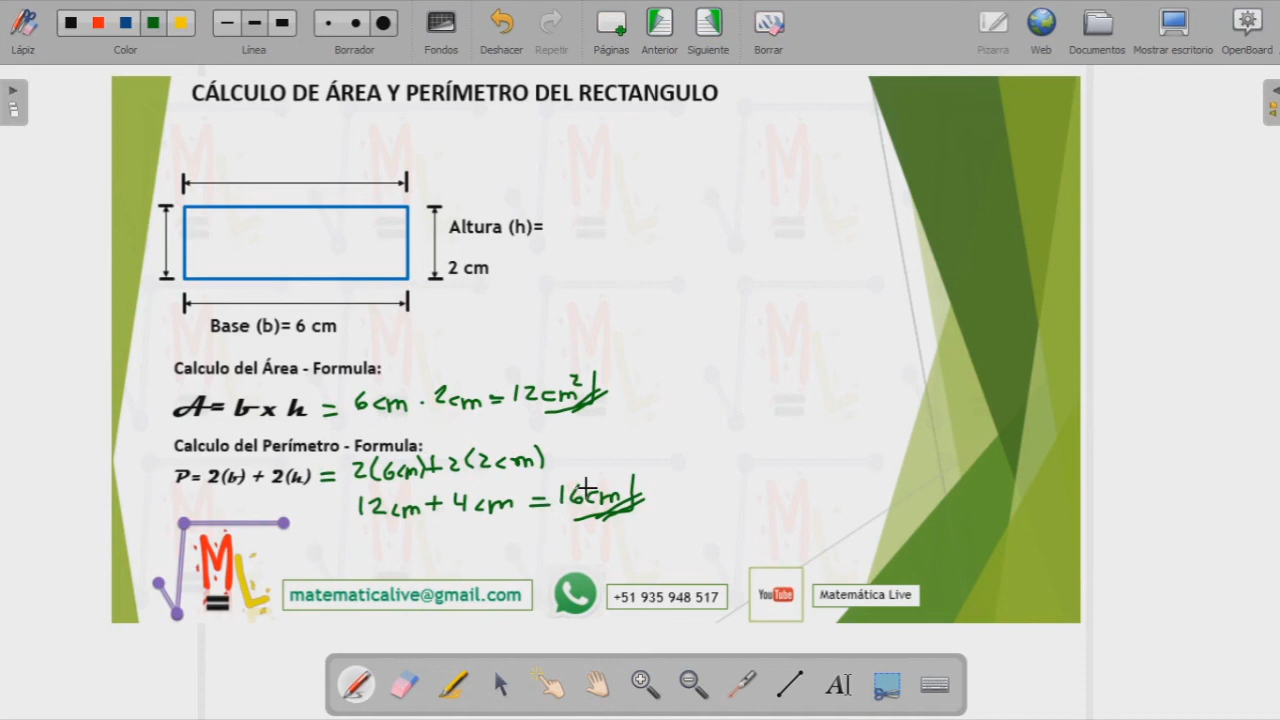 Lápiz Color Línea Borrador Fondos Deshacer Repetir Páginas Anterior Siguiente Borrar Pizarra Web Documentos Mostrar escritorio OpenBoard
CÁLCULO DE ÁREA Y PERÍMETRO DEL RECTANGULO
Altura (h)=
2 cm
Base (b)= 6 cm
Calculo del Área - Formula:
A= b x h = 6cm . 2cm = 12cm²
Calculo del Perímetro - Formula:
P= 2(b) + 2(h) = 2(6cm)+2(2cm)
12cm + 4cm = 16cm
ML
matematicalive@gmail.com
+51 935 948 517
YouTube
Matemática Live
AI